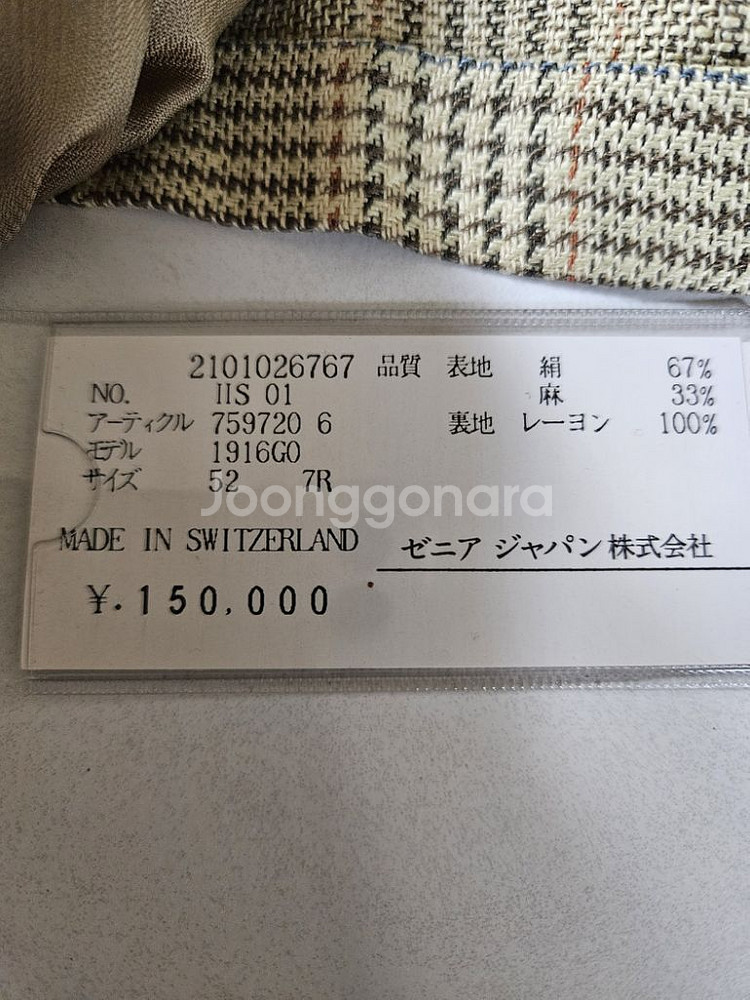 2101026767 品質 表地 絹 67%
NO. IIS 01 麻 33%
アーティクル 759720 6 裏地 レーヨン 100%
モデル 1916GO
サイズ 52 7R
Joonggonara
MADE IN SWITZERLAND ゼニア ジャパン株式会社
¥.150,000